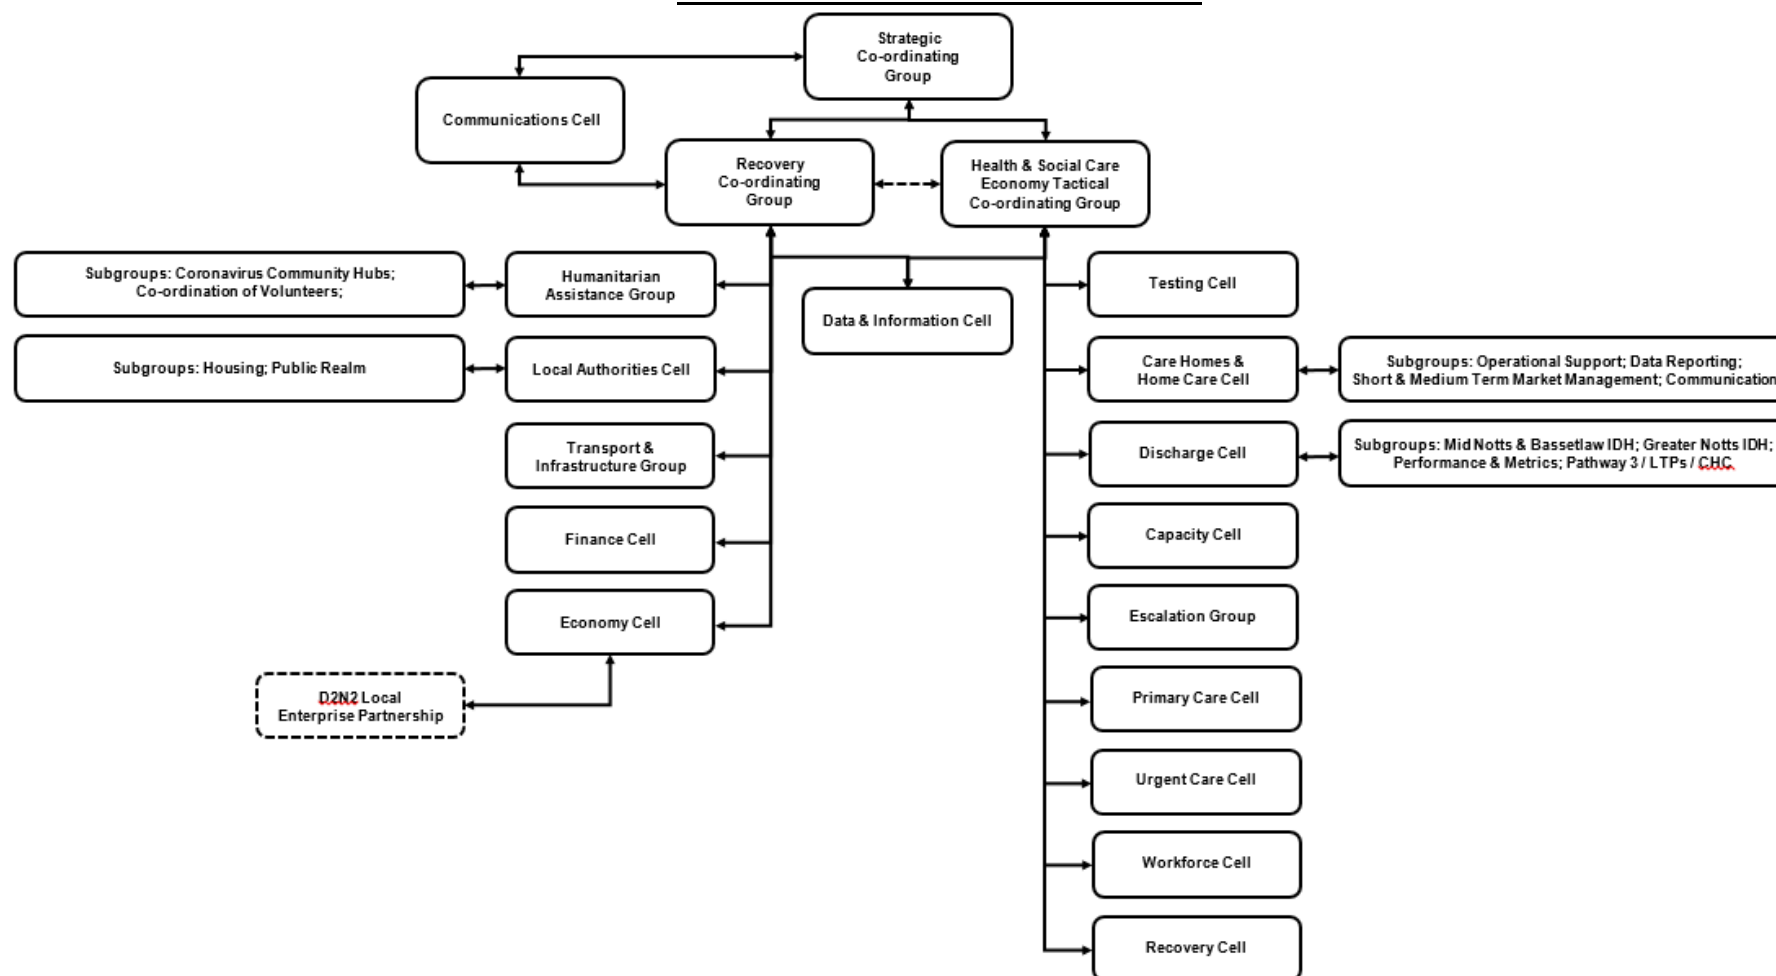 Strategic
Co-ordinating
Group
Communications Cell
Recovery
Co-ordinating
Group
Health & Social Care
Economy Tactical
Co-ordinating Group
Subgroups: Coronavirus Community Hubs;
Co-ordination of Volunteers;
Humanitarian
Assistance Group
Testing Cell
Data & Information Cell
Subgroups: Housing; Public Realm
Local Authorities Cell
Care Homes &
Home Care Cell
Subgroups: Operational Support; Data Reporting;
Short & Medium Term Market Management; Communication
Transport &
Infrastructure Group
Discharge Cell
Subgroups: Mid Notts & Bassetlaw IDH; Greater Notts IDH;
Performance & Metrics; Pathway 3 / LTPs / CHC
Finance Cell
Capacity Cell
Economy Cell
Escalation Group
D2N2 Local
Enterprise Partnership
Primary Care Cell
Urgent Care Cell
Workforce Cell
Recovery Cell